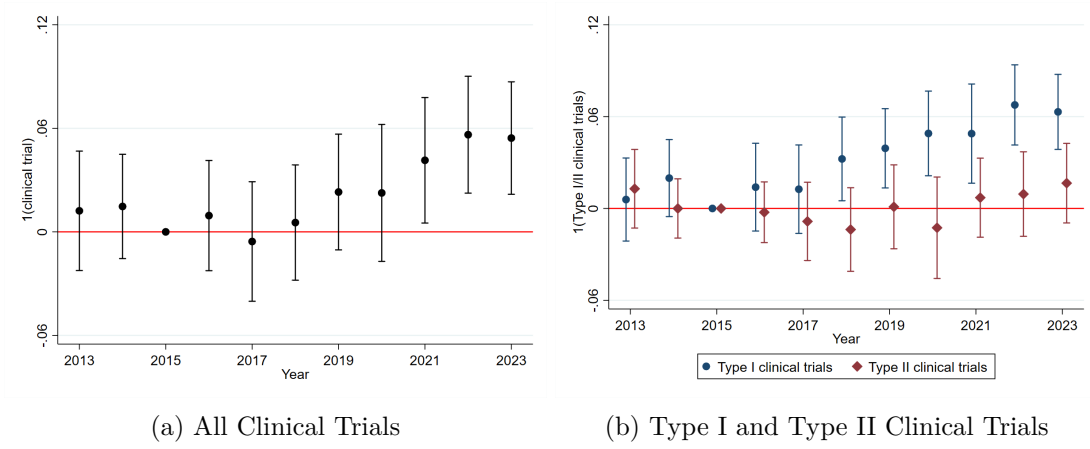 .12
.06
0
-.06
1(clinical trial)
2013 2015 2017 2019 2021 2023
Year
(a) All Clinical Trials
.12
.06
0
-.06
1(Type I/II clinical trials)
2013 2015 2017 2019 2021 2023
Year
Type I clinical trials Type II clinical trials
(b) Type I and Type II Clinical Trials